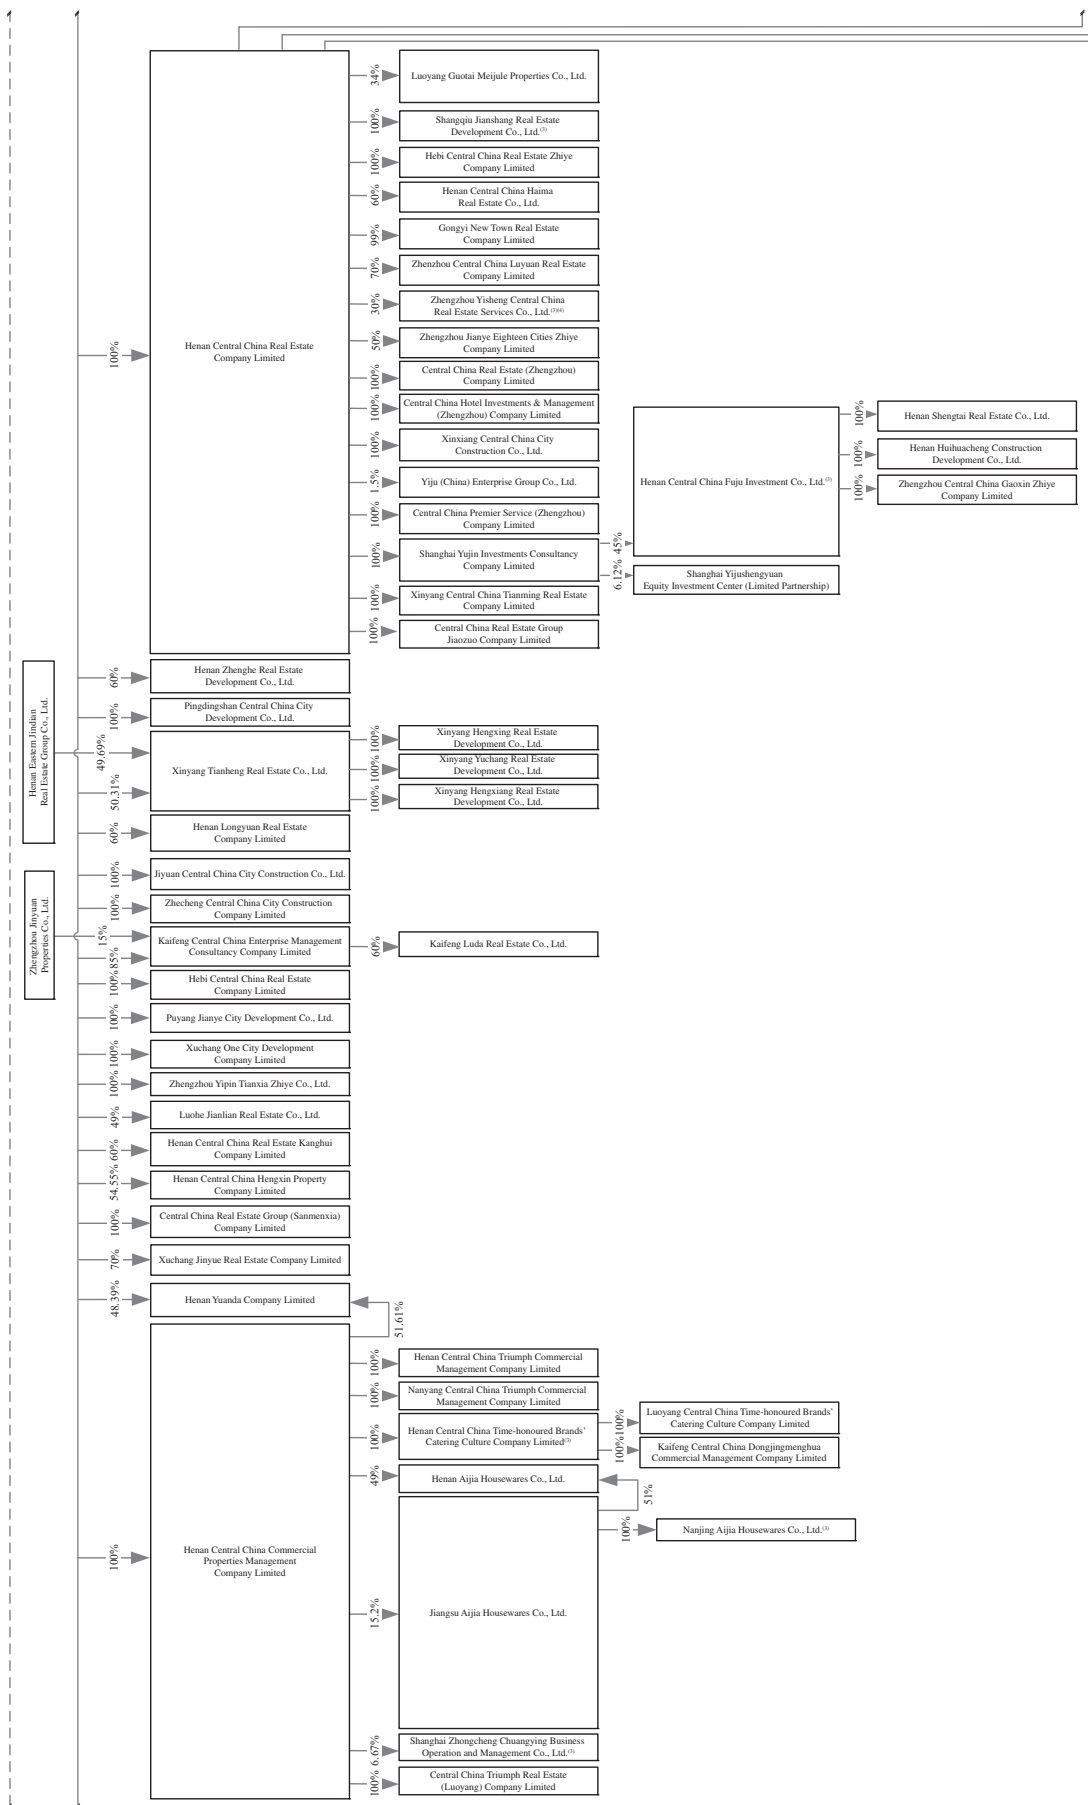 34%
Luoyang Guotai Meijule Properties Co., Ltd.
100%
Shangqiu Jianshang Real Estate
Development Co., Ltd.(3)
100%
Hebi Central China Real Estate Zhiye
Company Limited
60%
Henan Central China Haima
Real Estate Co., Ltd.
99%
Gongyi New Town Real Estate
Company Limited
70%
Zhenzhou Central China Luyuan Real Estate
Company Limited
30%
Zhengzhou Yisheng Central China
Real Estate Services Co., Ltd.(3)(4)
100%
Henan Central China Real Estate
Company Limited
50%
Zhengzhou Jianye Eighteen Cities Zhiye
Company Limited
100%
Central China Real Estate (Zhengzhou)
Company Limited
100%
Central China Hotel Investments & Management
(Zhengzhou) Company Limited
100%
Xinxiang Central China City
Construction Co., Ltd.
1.5%
Yiju (China) Enterprise Group Co., Ltd.
100%
Central China Premier Service (Zhengzhou)
Company Limited
100%
Shanghai Yujin Investments Consultancy
Company Limited
45%
Henan Central China Fuju Investment Co., Ltd.(3)
100%
Henan Shengtai Real Estate Co., Ltd.
100%
Henan Huihuacheng Construction
Development Co., Ltd.
100%
Zhengzhou Central China Gaoxin Zhiye
Company Limited
6.12%
Shanghai Yijushengyuan
Equity Investment Center (Limited Partnership)
100%
Xinyang Central China Tianming Real Estate
Company Limited
100%
Central China Real Estate Group
Jiaozuo Company Limited
Henan Eastern Jindian
Real Estate Group Co., Ltd.
60%
Henan Zhenghe Real Estate
Development Co., Ltd.
100%
Pingdingshan Central China City
Development Co., Ltd.
49.69%
50.31%
Xinyang Tianheng Real Estate Co., Ltd.
100%
Xinyang Hengxing Real Estate
Development Co., Ltd.
100%
Xinyang Yuchang Real Estate
Development Co., Ltd.
100%
Xinyang Hengxiang Real Estate
Development Co., Ltd.
60%
Henan Longyuan Real Estate
Company Limited
Zhengzhou Jinyuan
Properties Co., Ltd.
100%
Jiyuan Central China City Construction Co., Ltd.
100%
Zhecheng Central China City Construction
Company Limited
15%
85%
Kaifeng Central China Enterprise Management
Consultancy Company Limited
60%
Kaifeng Luda Real Estate Co., Ltd.
100%
Hebi Central China Real Estate
Company Limited
100%
Puyang Jianye City Development Co., Ltd.
100%
Xuchang One City Development
Company Limited
100%
Zhengzhou Yipin Tianxia Zhiye Co., Ltd.
49%
Luohe Jianlian Real Estate Co., Ltd.
60%
Henan Central China Real Estate Kanghui
Company Limited
54.55%
Henan Central China Hengxin Property
Company Limited
100%
Central China Real Estate Group (Sanmenxia)
Company Limited
70%
Xuchang Jinyue Real Estate Company Limited
48.39%
Henan Yuanda Company Limited
51.61%
100%
Henan Central China Commercial
Properties Management
Company Limited
100%
Henan Central China Triumph Commercial
Management Company Limited
100%
Nanyang Central China Triumph Commercial
Management Company Limited
100%
Henan Central China Time-honoured Brands'
Catering Culture Company Limited(3)
100%
Luoyang Central China Time-honoured Brands'
Catering Culture Company Limited
100%
Kaifeng Central China Dongjingmenghua
Commercial Management Company Limited
49%
Henan Aijia Housewares Co., Ltd.
51%
100%
Nanjing Aijia Housewares Co., Ltd.(3)
15.2%
Jiangsu Aijia Housewares Co., Ltd.
6.67%
Shanghai Zhongcheng Chuangying Business
Operation and Management Co., Ltd.(3)
100%
Central China Triumph Real Estate
(Luoyang) Company Limited